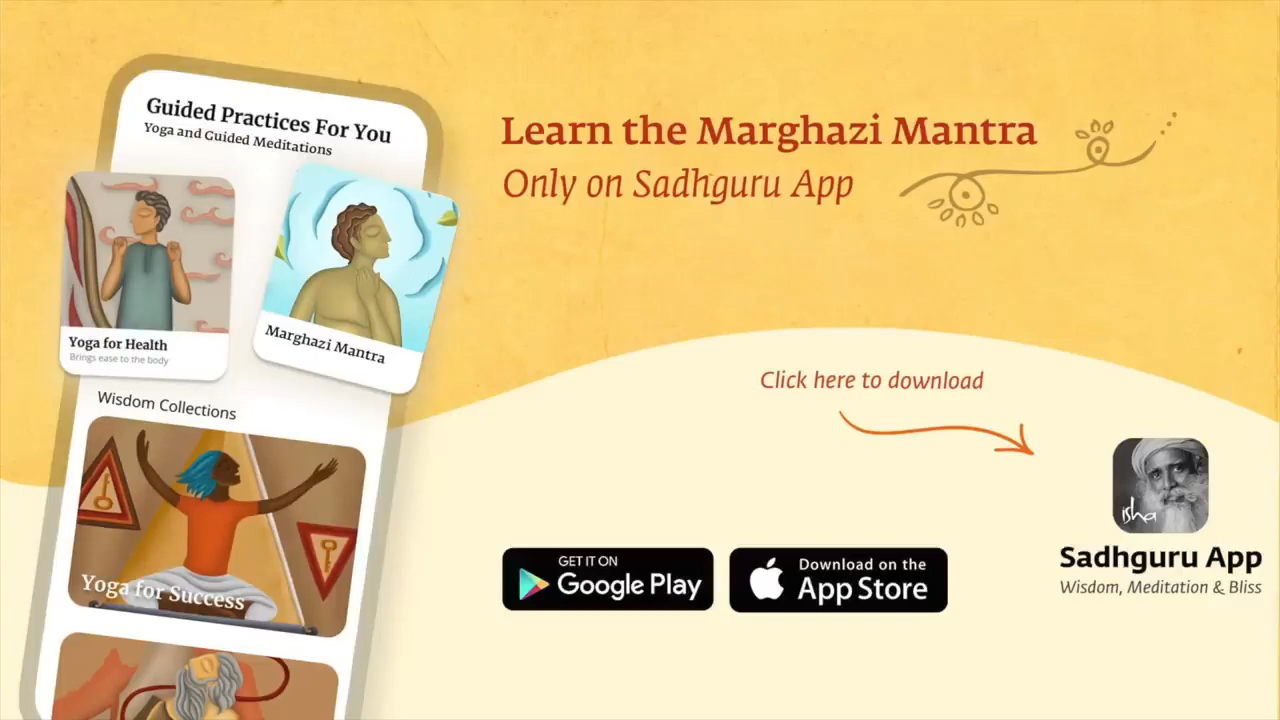 Guided Practices For You
Yoga and Guided Meditations
Yoga for Health
Brings ease to the body
Marghazi Mantra
Wisdom Collections
Yoga for Success
Learn the Marghazi Mantra
Only on Sadhguru App
Click here to download
GET IT ON
Google Play
Download on the
App Store
isha
Sadhguru App
Wisdom, Meditation & Bliss